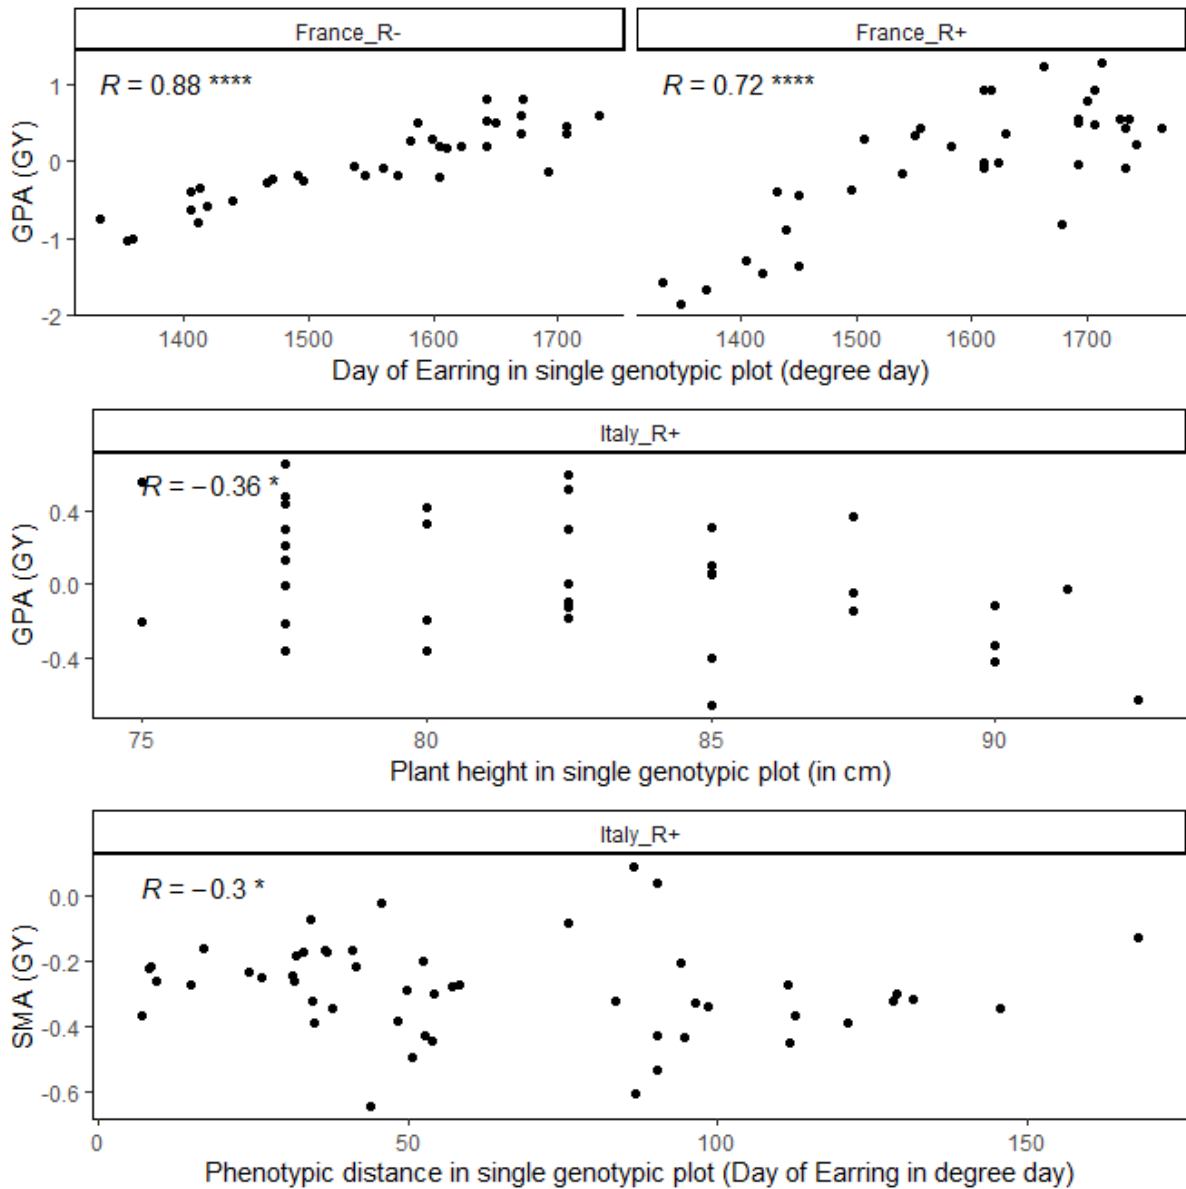 France_R-
France_R+
R = 0.88 ****
R = 0.72 ****
GPA (GY)
1
0
-1
-2
1400 1500 1600 1700
1400 1500 1600 1700
Day of Earring in single genotypic plot (degree day)
Italy_R+
R = −0.36 *
GPA (GY)
0.4
0.0
-0.4
75 80 85 90
Plant height in single genotypic plot (in cm)
Italy_R+
R = −0.3 *
SMA (GY)
0.0
-0.2
-0.4
-0.6
0 50 100 150
Phenotypic distance in single genotypic plot (Day of Earring in degree day)